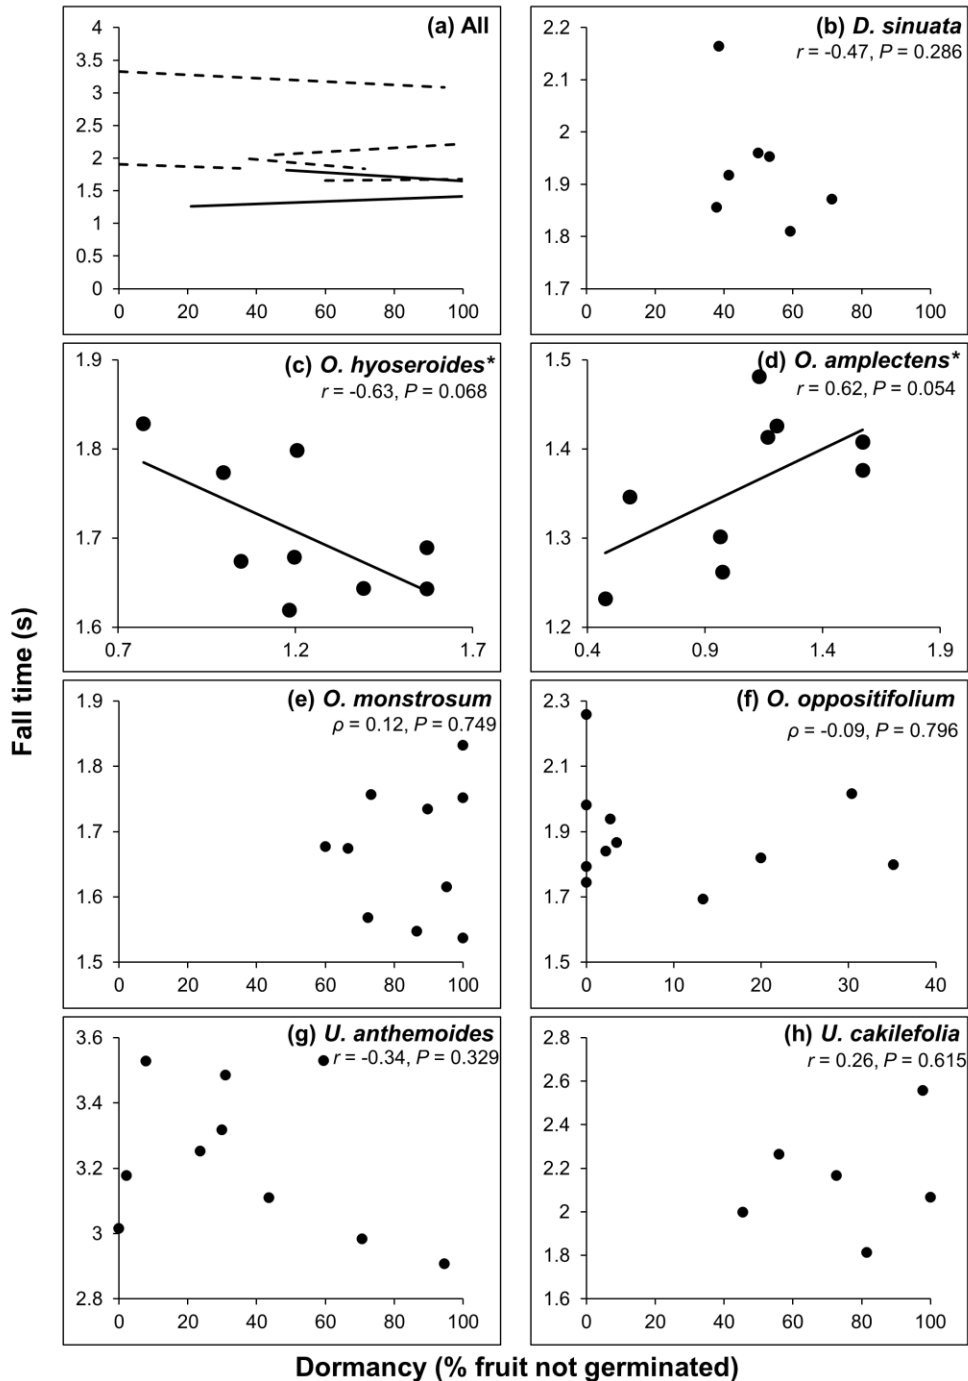 (a) All
4
3.5
3
2.5
2
1.5
1
0.5
0
0 20 40 60 80 100
(b) D. sinuata
r = -0.47, P = 0.286
2.2
2.1
2
1.9
1.8
1.7
0 20 40 60 80 100
(c) O. hyoseroides*
r = -0.63, P = 0.068
1.9
1.8
1.7
1.6
0.7 1.2 1.7
(d) O. amplectens*
r = 0.62, P = 0.054
1.5
1.4
1.3
1.2
0.4 0.9 1.4 1.9
(e) O. monstrosum
ρ = 0.12, P = 0.749
1.9
1.8
1.7
1.6
1.5
0 20 40 60 80 100
(f) O. oppositifolium
ρ = -0.09, P = 0.796
2.3
2.1
1.9
1.7
1.5
0 10 20 30 40
(g) U. anthemoides
r = -0.34, P = 0.329
3.6
3.4
3.2
3
2.8
0 20 40 60 80 100
(h) U. cakilefolia
r = 0.26, P = 0.615
2.8
2.6
2.4
2.2
2
1.8
1.6
0 20 40 60 80 100
Fall time (s)
Dormancy (% fruit not germinated)